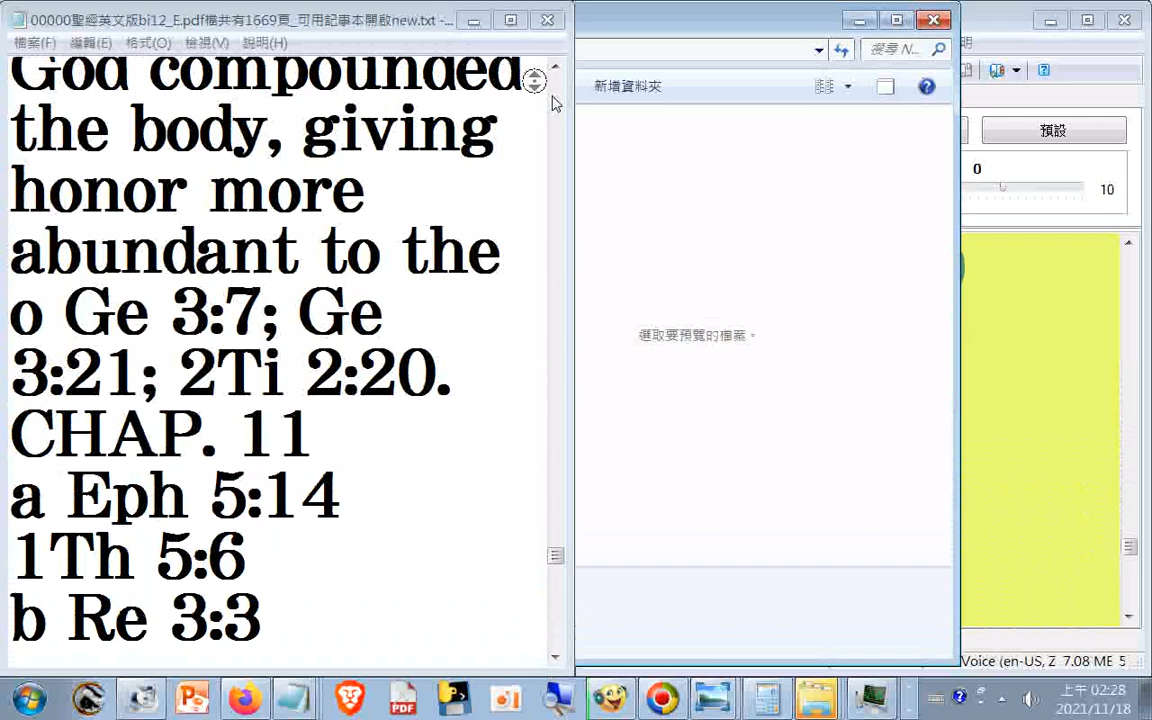 00000聖經英文版bi12_E.pdf檔共有1669頁_可用記事本開啟new.txt -...
檔案(F) 編輯(E) 格式(O) 檢視(V) 說明(H)
God compounded
the body, giving
honor more
abundant to the
o Ge 3:7; Ge
3:21; 2Ti 2:20.
CHAP. 11
a Eph 5:14
1Th 5:6
b Re 3:3
搜尋 N...
新增資料夾
選取要預覽的檔案。
明
預設
0
10
Voice (en-US, Z 7.08 ME 5
PDF
上午 02:28
2021/11/18